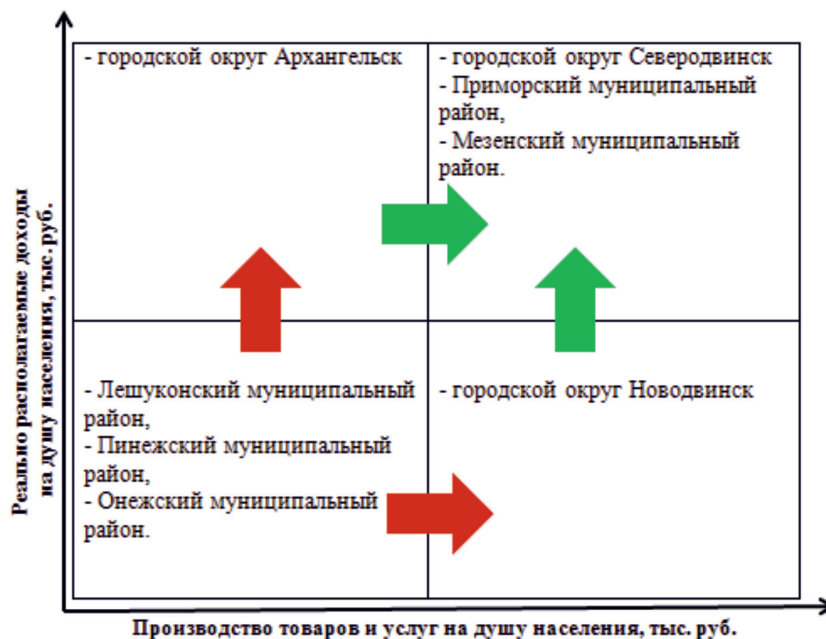 Реально располагаемые доходы
на душу населения, тыс. руб.
- городской округ Архангельск
- городской округ Северодвинск
- Приморский муниципальный
район,
- Мезенский муниципальный
район.
- Лешуконский муниципальный
район,
- Пинежский муниципальный
район,
- Онежский муниципальный
район.
- городской округ Новодвинск
Производство товаров и услуг на душу населения, тыс. руб.